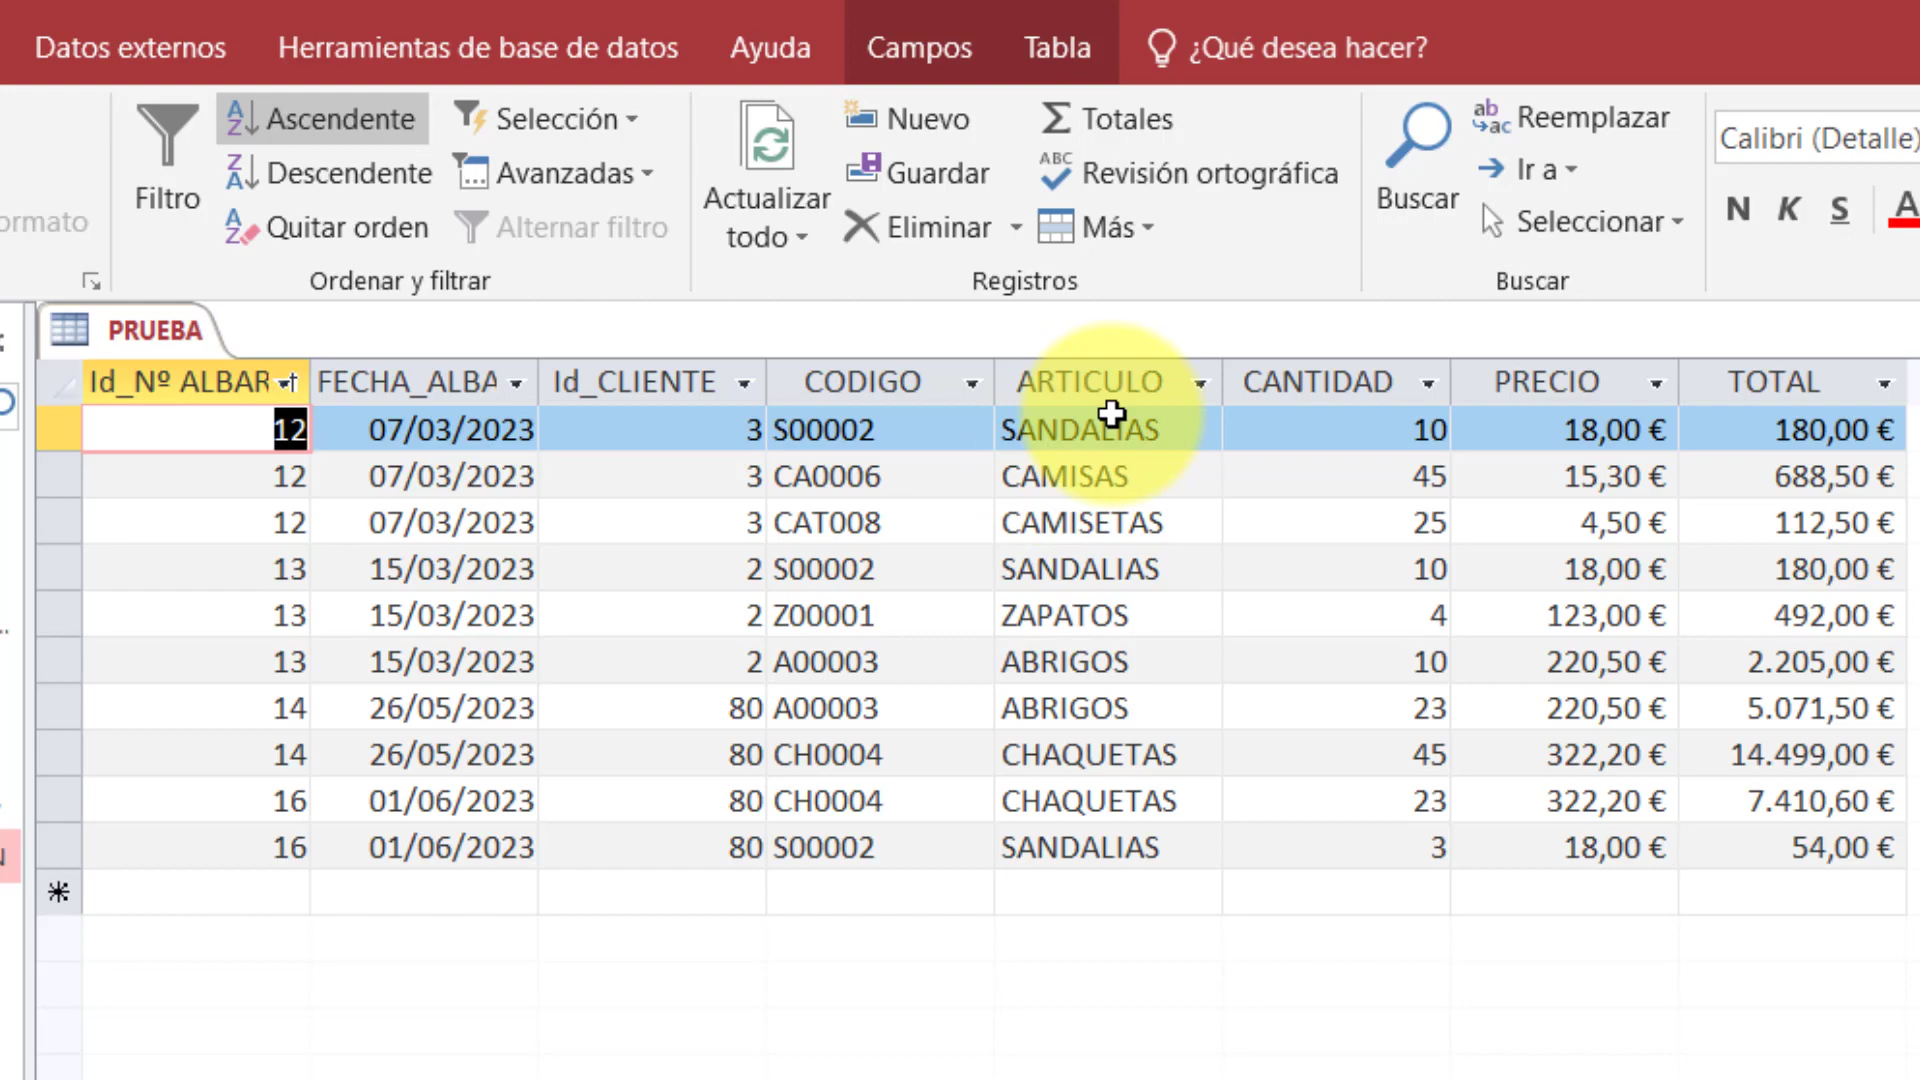 Datos externos Herramientas de base de datos Ayuda Campos Tabla ¿Qué desea hacer?
Ascendente Selección Nuevo Totales Reemplazar Calibri (Detalle)
Descendente Avanzadas Guardar Revisión ortográfica Ir a
Filtro Actualizar todo Buscar
ormato Quitar orden Alternar filtro Eliminar Más Seleccionar N K S A
Ordenar y filtrar Registros Buscar
PRUEBA
Id_Nº ALBAR FECHA_ALBA Id_CLIENTE CODIGO ARTICULO CANTIDAD PRECIO TOTAL
12 07/03/2023 3 S00002 SANDALIAS 10 18,00 € 180,00 €
12 07/03/2023 3 CA0006 CAMISAS 45 15,30 € 688,50 €
12 07/03/2023 3 CAT008 CAMISETAS 25 4,50 € 112,50 €
13 15/03/2023 2 S00002 SANDALIAS 10 18,00 € 180,00 €
13 15/03/2023 2 Z00001 ZAPATOS 4 123,00 € 492,00 €
13 15/03/2023 2 A00003 ABRIGOS 10 220,50 € 2.205,00 €
14 26/05/2023 80 A00003 ABRIGOS 23 220,50 € 5.071,50 €
14 26/05/2023 80 CH0004 CHAQUETAS 45 322,20 € 14.499,00 €
16 01/06/2023 80 CH0004 CHAQUETAS 23 322,20 € 7.410,60 €
16 01/06/2023 80 S00002 SANDALIAS 3 18,00 € 54,00 €